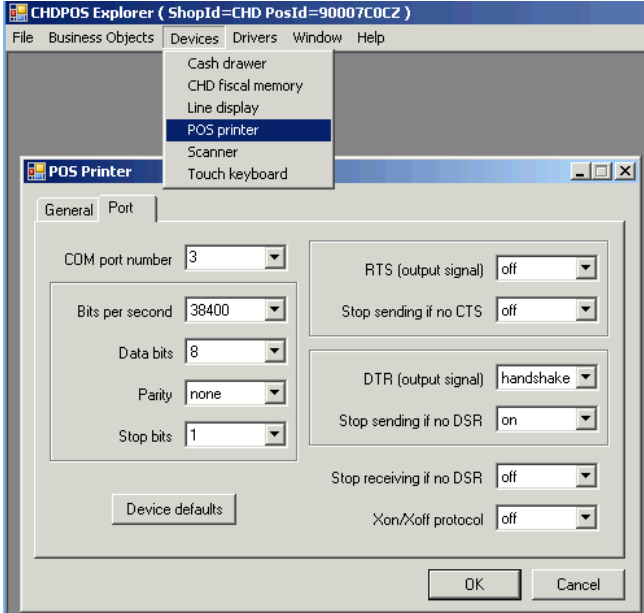 CHDPOS Explorer ( ShopId=CHD PosId=90007C0CZ )
File Business Objects Devices Drivers Window Help
Cash drawer
CHD fiscal memory
Line display
POS printer
Scanner
Touch keyboard
POS Printer
General Port
COM port number 3
Bits per second 38400
Data bits 8
Parity none
Stop bits 1
Device defaults
RTS (output signal) off
Stop sending if no CTS off
DTR (output signal) handshake
Stop sending if no DSR on
Stop receiving if no DSR off
Xon/Xoff protocol off
OK Cancel